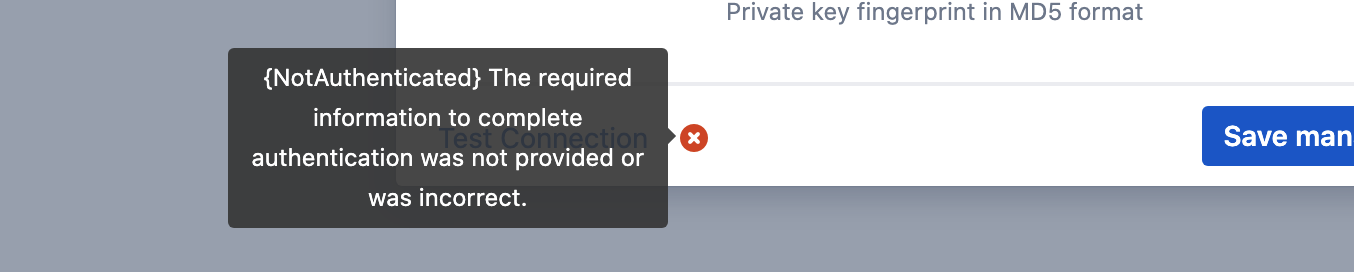 Private key fingerprint in MD5 format
{NotAuthenticated} The required
information to complete
Test Connection
authentication was not provided or
was incorrect.
Save man